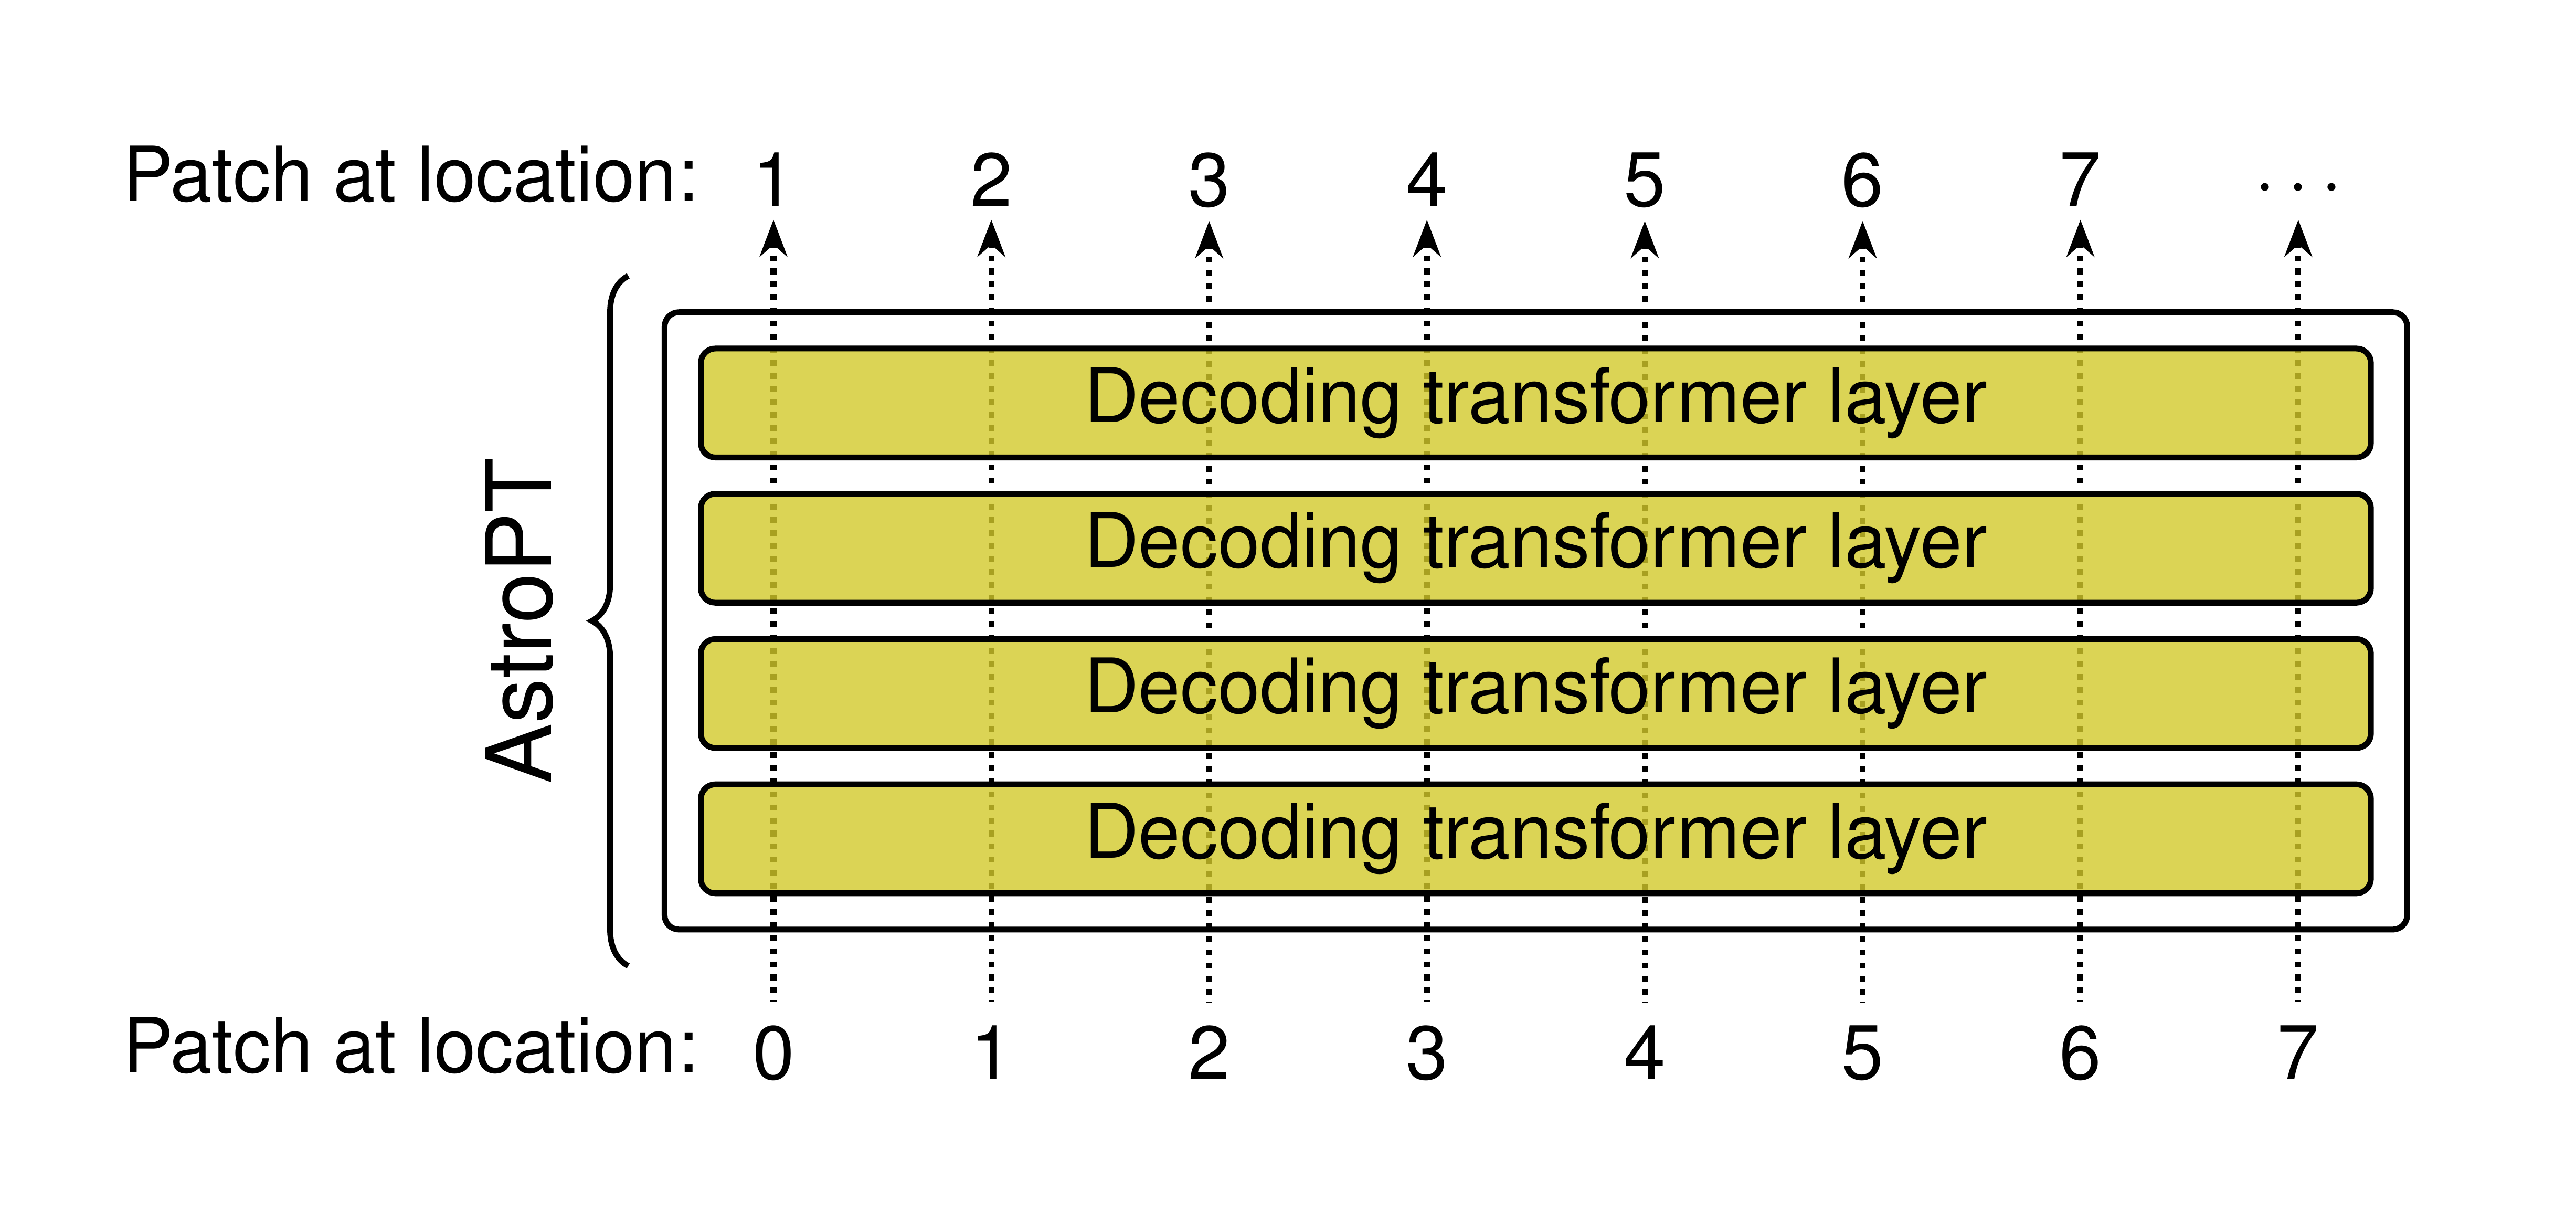 Patch at location: 1 2 3 4 5 6 7 ...
AstroPT
Decoding transformer layer
Decoding transformer layer
Decoding transformer layer
Decoding transformer layer
Patch at location: 0 1 2 3 4 5 6 7